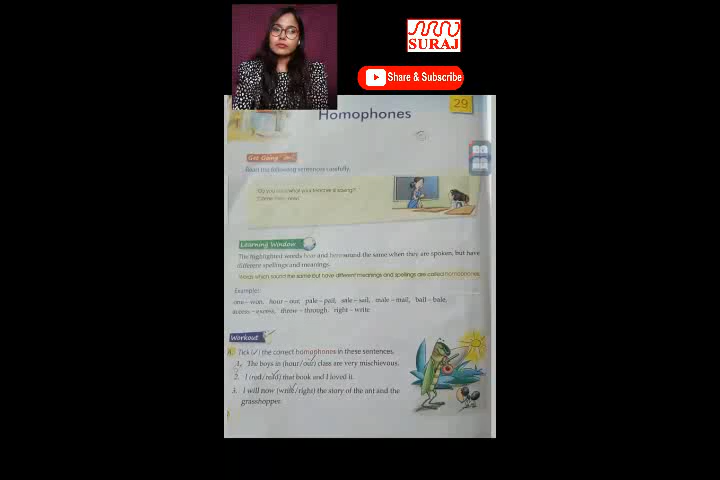 SURAJ
Share & Subscribe
29
Homophones
Get Going
Read the following sentences carefully.
"Do you what your teacher is saying?"
"Come
Learning Window
The highlighted words hear and here sound the same when they are spoken, but have
different spellings and meanings.
Words which sound the same but have different meanings and spellings are called homophones.
Example:
one – won, hour – our, pale – pail, sale – sail, male – mail, ball – bale,
access – excess, threw – through, right – write
Workout
A. Tick (✓) the correct homophones in these sentences.
1. The boys in (hour/our) class are very mischievous.
2. I (red/read) that book and I loved it.
3. I will now (write/right) the story of the ant and the
grasshopper.